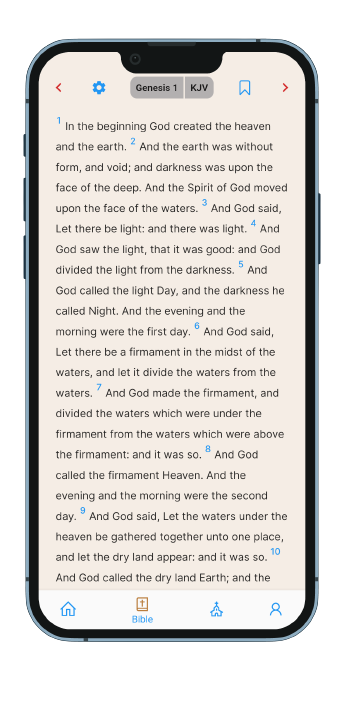 Genesis 1 KJV
1 In the beginning God created the heaven
and the earth. 2 And the earth was without
form, and void; and darkness was upon the
face of the deep. And the Spirit of God moved
upon the face of the waters. 3 And God said,
Let there be light: and there was light. 4 And
God saw the light, that it was good: and God
divided the light from the darkness. 5 And
God called the light Day, and the darkness he
called Night. And the evening and the
morning were the first day. 6 And God said,
Let there be a firmament in the midst of the
waters, and let it divide the waters from the
waters. 7 And God made the firmament, and
divided the waters which were under the
firmament from the waters which were above
the firmament: and it was so. 8 And God
called the firmament Heaven. And the
evening and the morning were the second
day. 9 And God said, Let the waters under the
heaven be gathered together unto one place,
and let the dry land appear: and it was so. 10
And God called the dry land Earth; and the
Bible